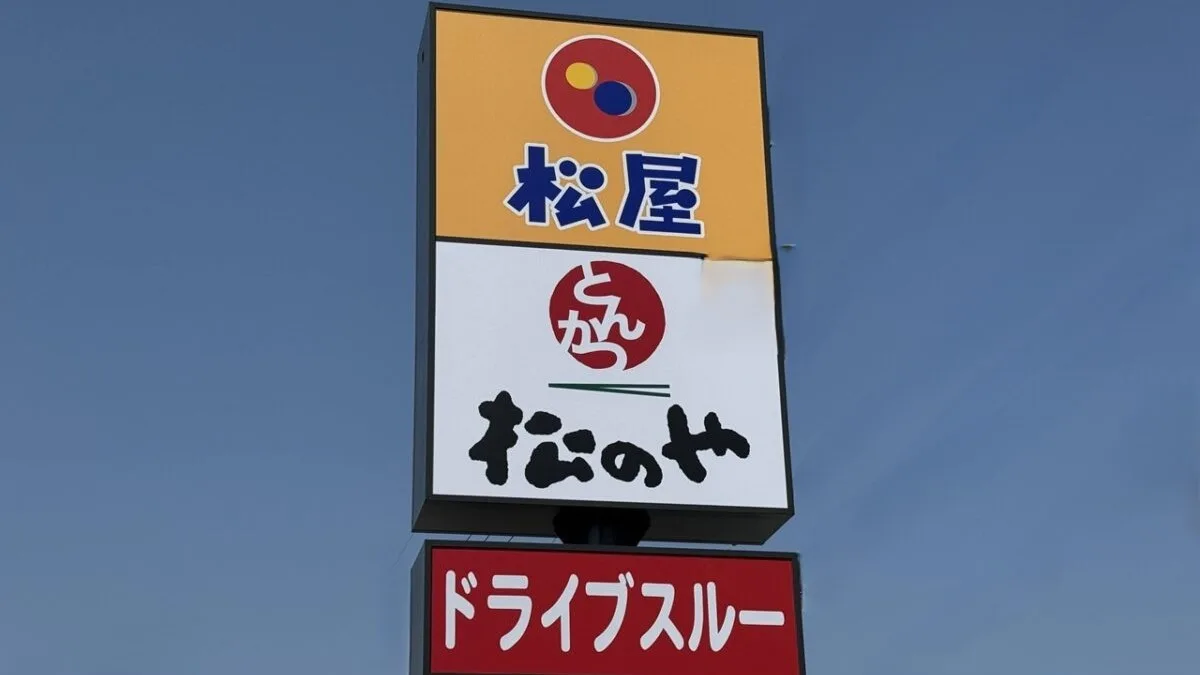 松屋
とんかつ
松のや
ドライブスルー